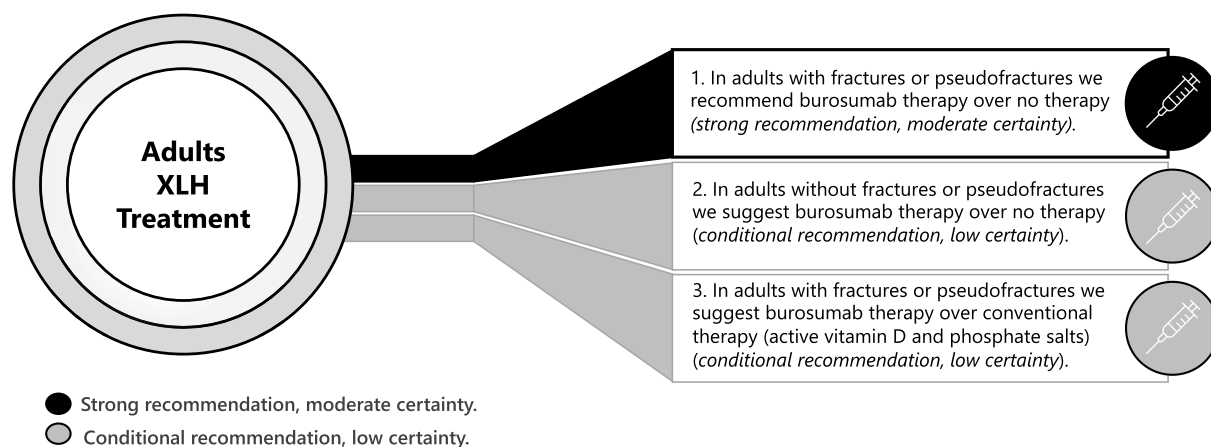 Adults
XLH
Treatment
1. In adults with fractures or pseudofractures we
recommend burosumab therapy over no therapy
(strong recommendation, moderate certainty).
2. In adults without fractures or pseudofractures
we suggest burosumab therapy over no therapy
(conditional recommendation, low certainty).
3. In adults with fractures or pseudofractures we
suggest burosumab therapy over conventional
therapy (active vitamin D and phosphate salts)
(conditional recommendation, low certainty).
Strong recommendation, moderate certainty.
Conditional recommendation, low certainty.